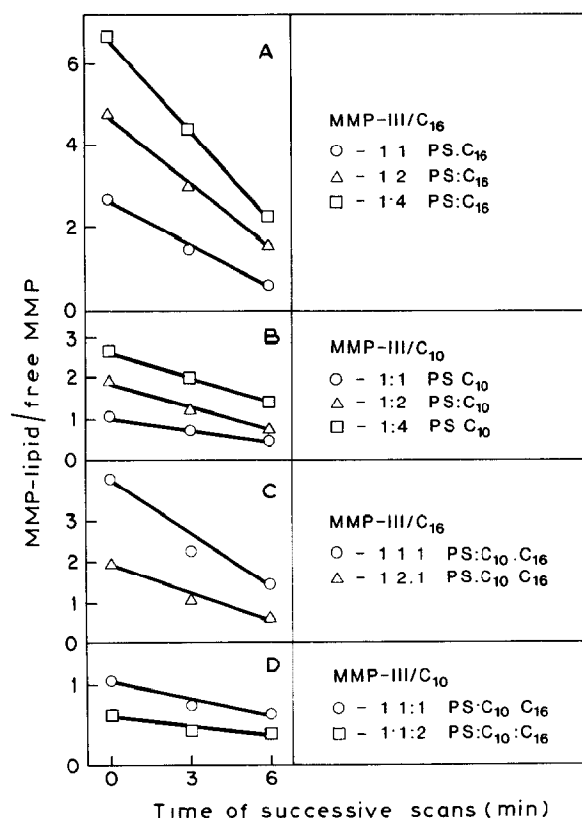 MMP-lipid/free MMP
A
6
4
2
0
MMP-III/C16
○ - 1 1 PS.C16
△ - 1 2 PS:C16
□ - 1·4 PS:C16
B
3
2
1
0
MMP-III/C10
○ - 1:1 PS C10
△ - 1:2 PS:C10
□ - 1:4 PS C10
C
3
2
1
0
MMP-III/C16
○ - 1 1 1 PS:C10.C16
△ - 1 2.1 PS.C10 C16
D
1
0
MMP-III/C10
○ - 1 1:1 PS·C10 C16
□ - 1·1:2 PS:C10:C16
0 3 6
Time of successive scans (min)